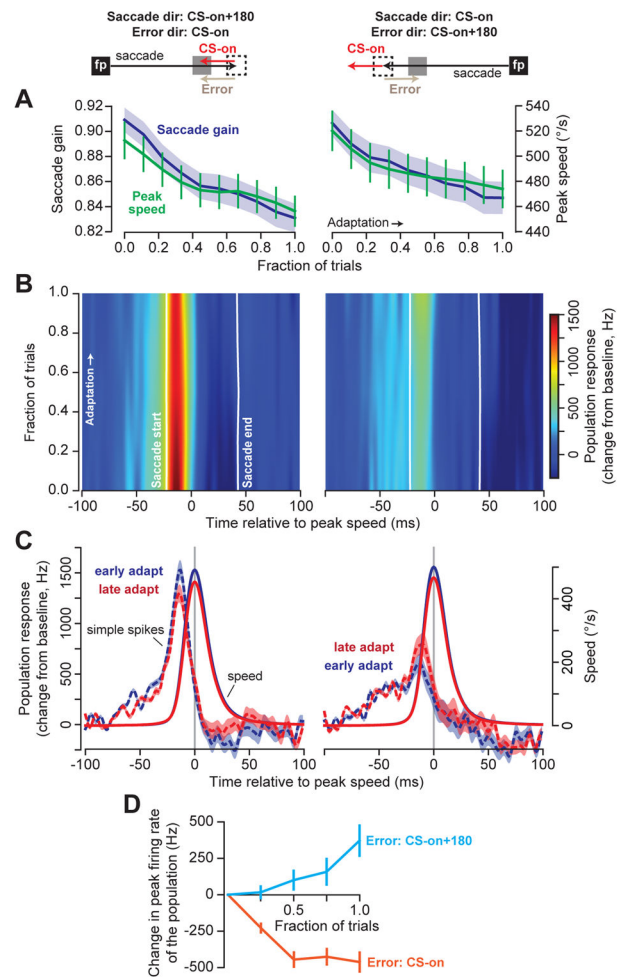 Saccade dir: CS-on+180
Error dir: CS-on
CS-on
fp
saccade
Error
Saccade dir: CS-on
Error dir: CS-on+180
CS-on
fp
saccade
Error
A
Saccade gain
0.92
0.90
0.88
0.86
0.84
0.82
Saccade gain
Peak
speed
0.0 0.2 0.4 0.6 0.8 1.0
Adaptation →
0.0 0.2 0.4 0.6 0.8 1.0
540
520
500
480
460
440
Peak speed (°/s)
Fraction of trials
B
Fraction of trials
1.0
0.8
0.6
0.4
0.2
0.0
Adaptation →
Saccade start
Saccade end
-100 -50 0 50 100
-100 -50 0 50 100
Time relative to peak speed (ms)
1500
1000
500
0
Population response
(change from baseline, Hz)
C
Population response
(change from baseline, Hz)
1500
1250
1000
750
500
250
0
early adapt
late adapt
simple spikes
speed
-100 -50 0 50 100
late adapt
early adapt
-100 -50 0 50 100
400
300
200
100
0
Speed (°/s)
Time relative to peak speed (ms)
D
Change in peak firing rate
of the population (Hz)
500
250
0
-250
-500
Error: CS-on+180
0.5 1.0
Fraction of trials
Error: CS-on